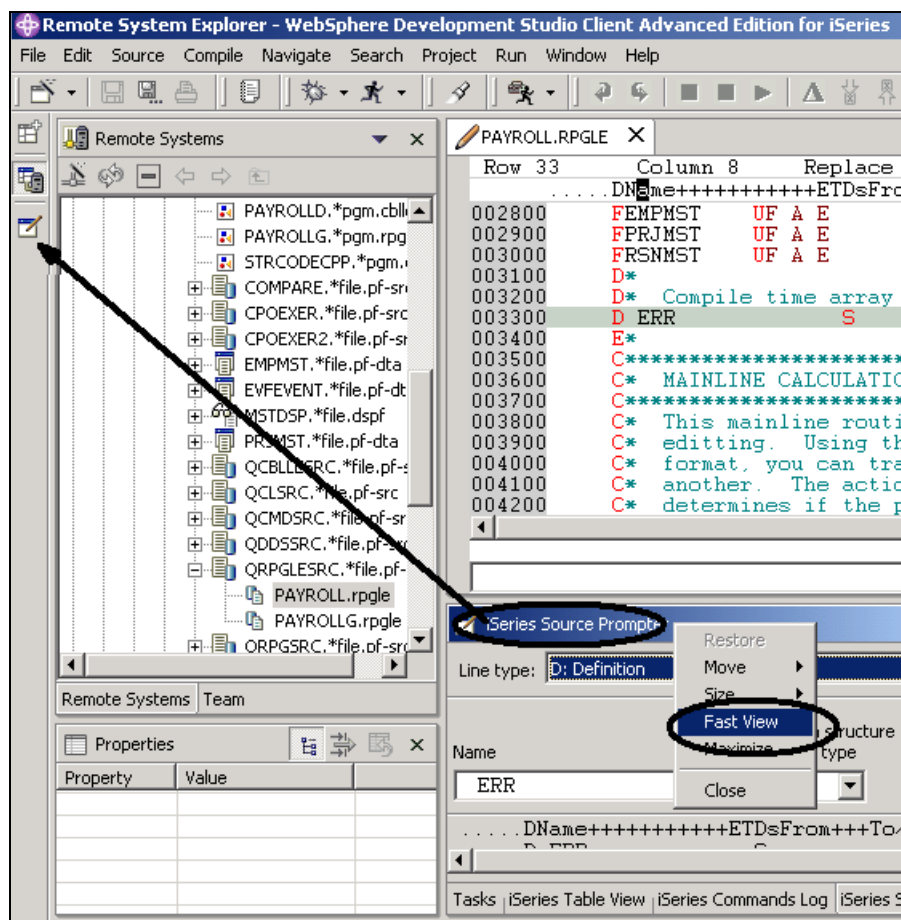 Remote System Explorer - WebSphere Development Studio Client Advanced Edition for iSeries
File Edit Source Compile Navigate Search Project Run Window Help
Remote Systems
PAYROLLD.*pgm.cbll
PAYROLLG.*pgm.rpg
STRCODECPP.*pgm.
COMPARE.*file.pf-sr
CPOEXER.*file.pf-src
CPOEXER2.*file.pf-sr
EMPMST.*file.pf-dta
EVFEVENT.*file.pf-dt
MSTDSP.*file.dspf
PRJMST.*file.pf-dta
QCBLLESRC.*file.pf-s
QCLSRC.*file.pf-src
QCMDSRC.*file.pf-sr
QDDSSRC.*file.pf-sr
QRPGLESRC.*file.pf-
PAYROLL.rpgle
PAYROLLG.rpgle
QRPGSRC.*file.pf-src
Remote Systems Team
Properties
Property Value
PAYROLL.RPGLE
Row 33 Column 8 Replace
.....DName+++++++++++ETDsFro
002800 FEMPMST UF A E
002900 FPRJMST UF A E
003000 FRSNMST UF A E
003100 D*
003200 D* Compile time array
003300 D ERR S
003400 E*
003500 C********************
003600 C* MAINLINE CALCULATIO
003700 C********************
003800 C* This mainline routi
003900 C* editting. Using th
004000 C* format, you can tra
004100 C* another. The actio
004200 C* determines if the p
iSeries Source Prompte
Line type: D: Definition
Restore
Move
Size
Fast View
Maximize
Close
structure
Name type
ERR
.....DName+++++++++++ETDsFrom+++To/
D ERR S
Tasks iSeries Table View iSeries Commands Log iSeries S